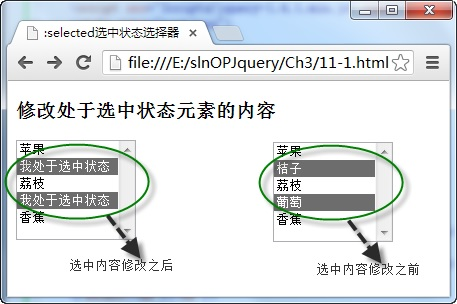 :selected选中状态选择器
file:///E:/slnOPJquery/Ch3/11-1.html
修改处于选中状态元素的内容
苹果
我处于选中状态
荔枝
我处于选中状态
香蕉
选中内容修改之后
苹果
桔子
荔枝
葡萄
香蕉
选中内容修改之前